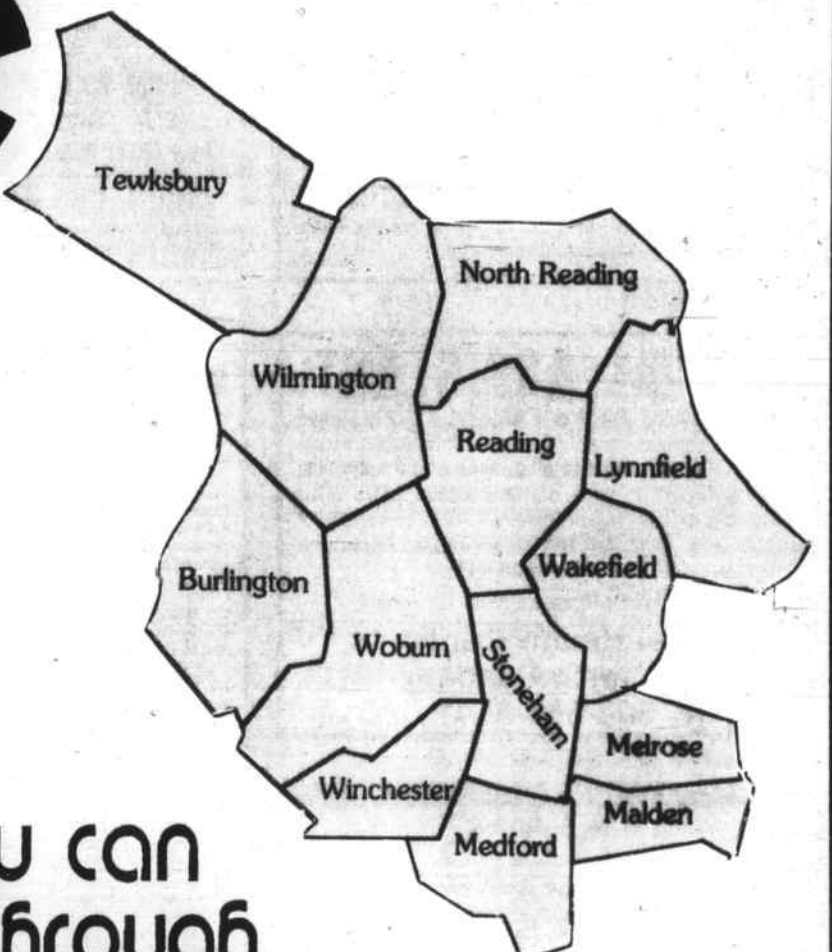 Tewksbury
North Reading
Wilmington
Reading
Lynnfield
Wakefield
Burlington
Woburn
Stoneham
Melrose
Winchester
Malden
Medford
can